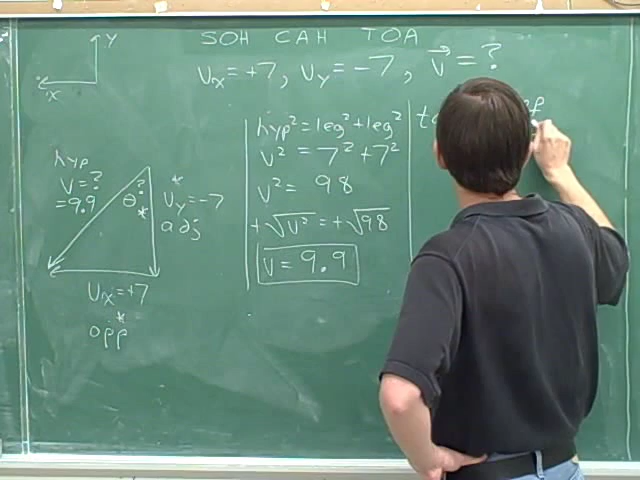 SOH CAH TOA
Y
x
Vx = +7, Vy = -7, V⃗ = ?
hyp
V = ?
= 9.9
θ?
*
*
Vy = -7
adj
Vx = +7
*
opp
hyp² = leg² + leg²
V² = 7² + 7²
V² = 98
+√V² = +√98
V = 9.9